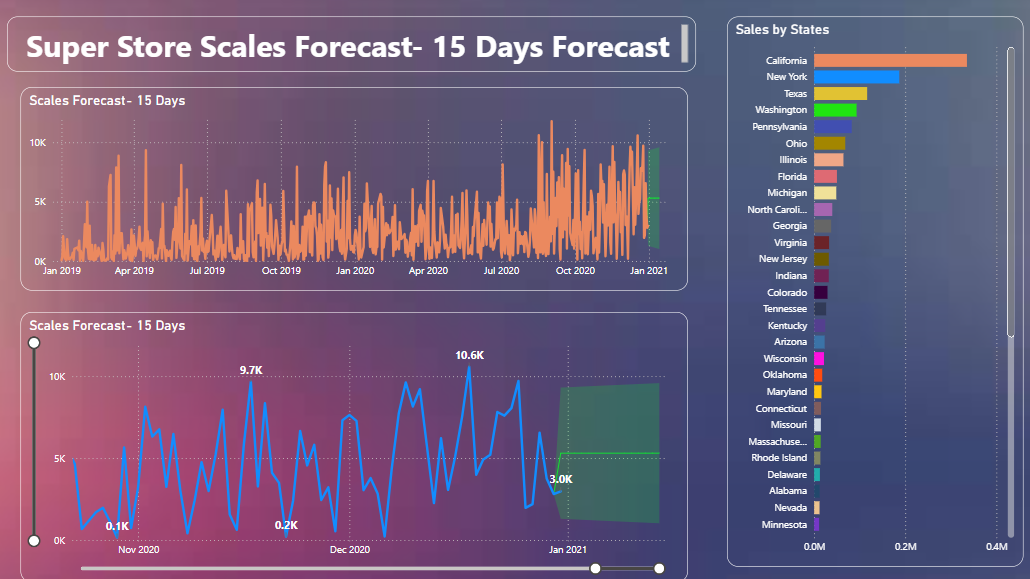 Super Store Scales Forecast- 15 Days Forecast
Scales Forecast- 15 Days
10K
5K
0K
Jan 2019 Apr 2019 Jul 2019 Oct 2019 Jan 2020 Apr 2020 Jul 2020 Oct 2020 Jan 2021
Scales Forecast- 15 Days
10K
5K
0K
9.7K
10.6K
3.0K
0.1K
0.2K
Nov 2020 Dec 2020 Jan 2021
Sales by States
California
New York
Texas
Washington
Pennsylvania
Ohio
Illinois
Florida
Michigan
North Caroli...
Georgia
Virginia
New Jersey
Indiana
Colorado
Tennessee
Kentucky
Arizona
Wisconsin
Oklahoma
Maryland
Connecticut
Missouri
Massachuse...
Rhode Island
Delaware
Alabama
Nevada
Minnesota
0.0M 0.2M 0.4M